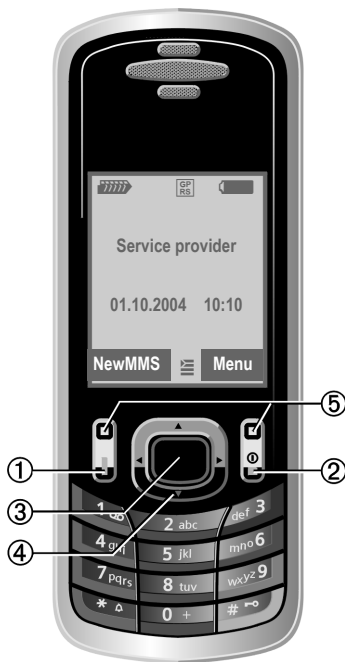 GP
RS
Service provider
01.10.2004 10:10
NewMMS Menu
⑤
① ②
③
④
1 2 abc def 3
4 ghi 5 jkl mno 6
7 pqrs 8 tuv wxyz 9
* 0 + #